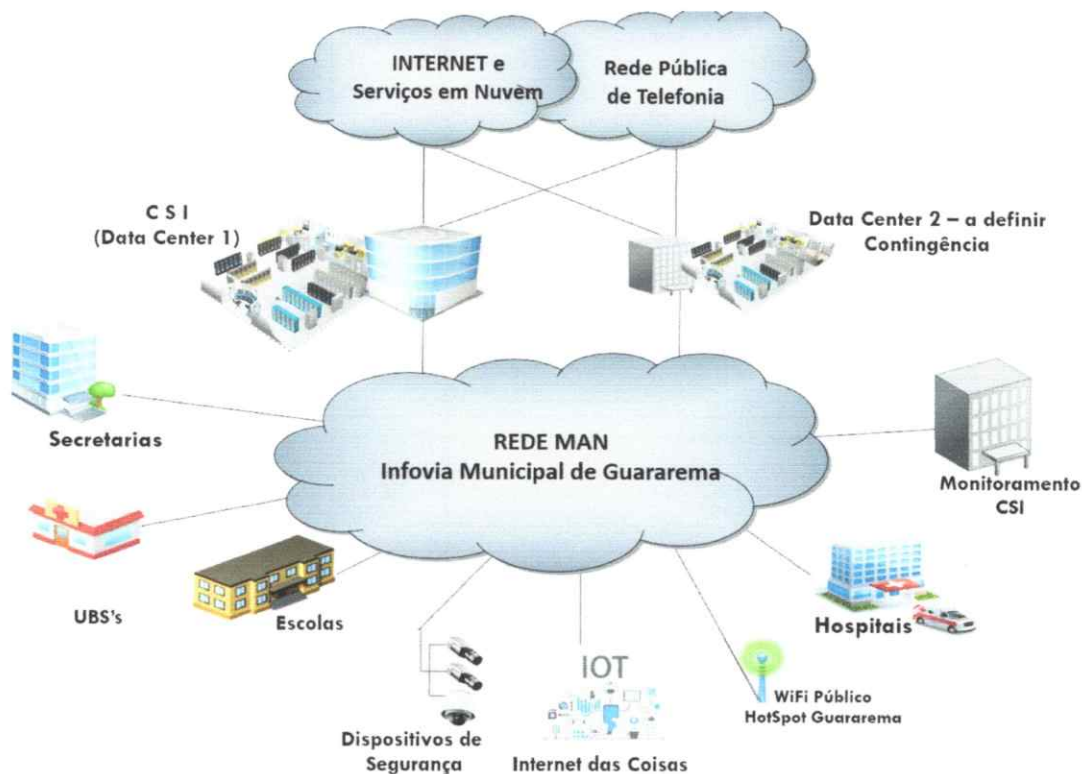 INTERNET e
Serviços em Nuvem
Rede Pública
de Telefonia
C S I
(Data Center 1)
Data Center 2 – a definir
Contingência
Secretarias
REDE MAN
Infovia Municipal de Guararema
Monitoramento
CSI
UBS's
Escolas
Hospitais
Dispositivos de
Segurança
IOT
Internet das Coisas
WiFi Público
HotSpot Guararema